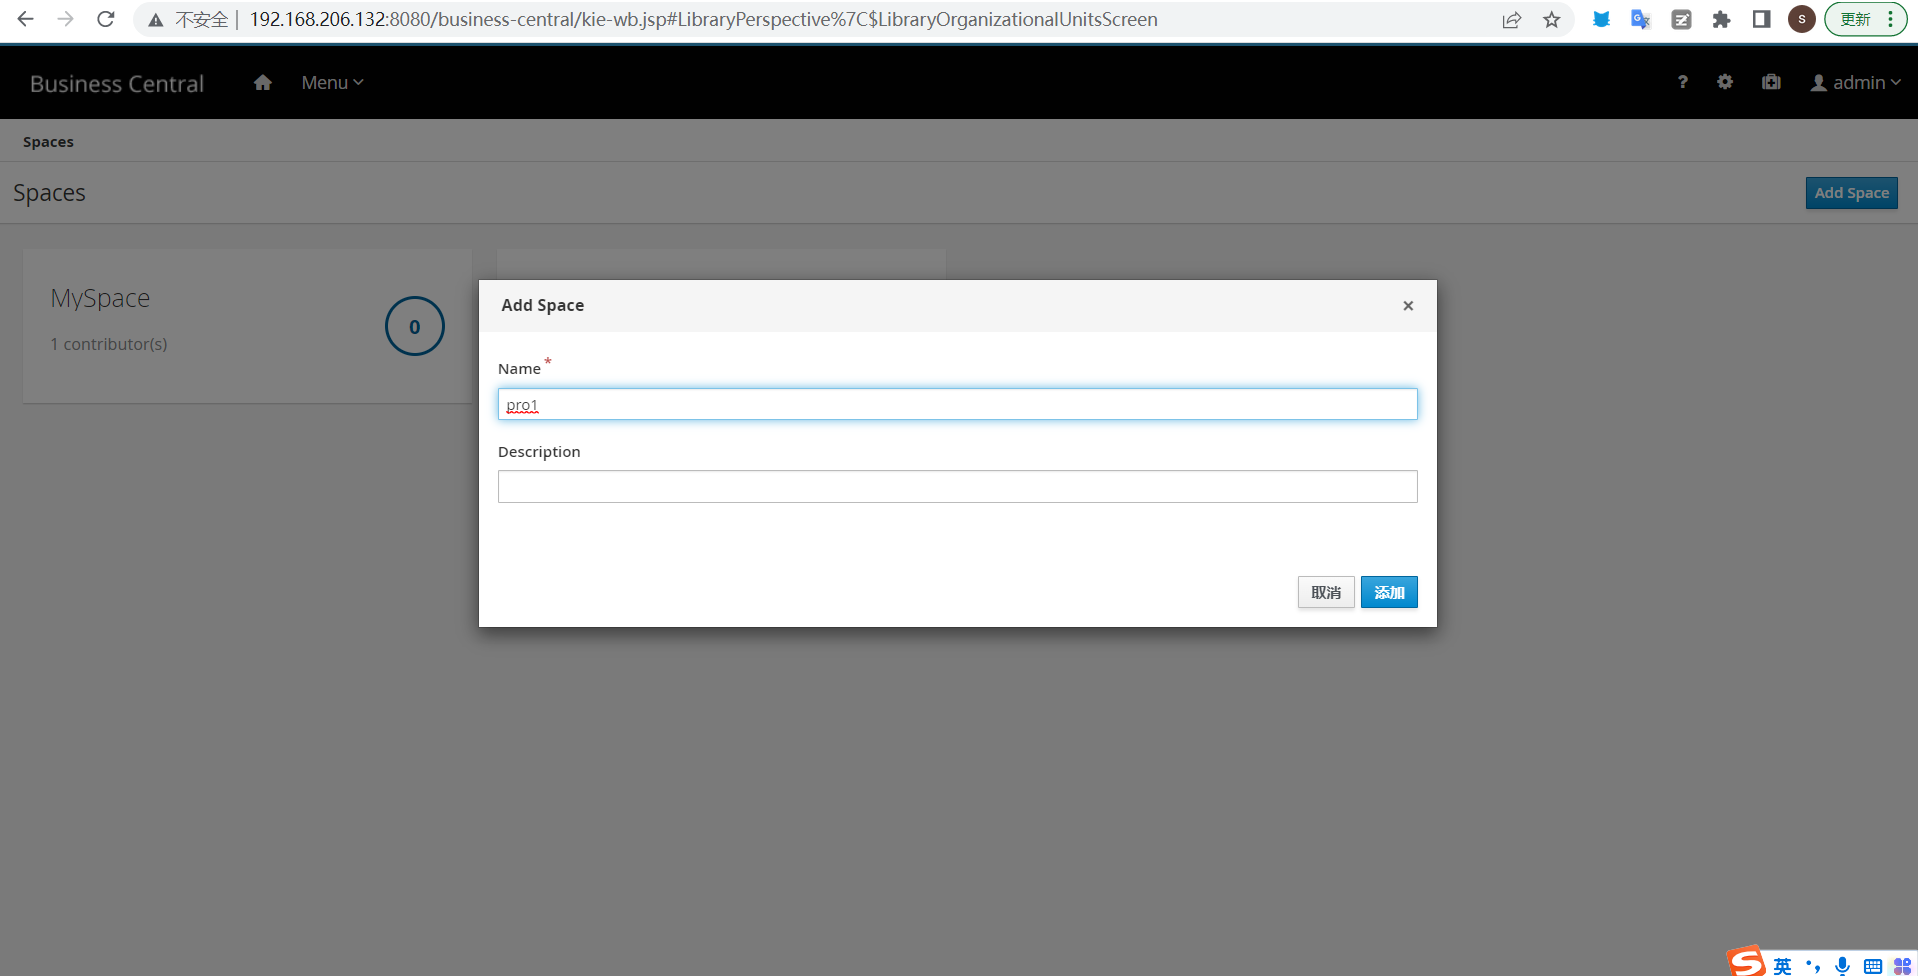 不安全 | 192.168.206.132:8080/business-central/kie-wb.jsp#LibraryPerspective%7C$LibraryOrganizationalUnitsScreen
S
更新
Business Central
Menu
?
admin
Spaces
Spaces
Add Space
MySpace
0
1 contributor(s)
Add Space
×
Name *
pro1
Description
取消
添加
S 英